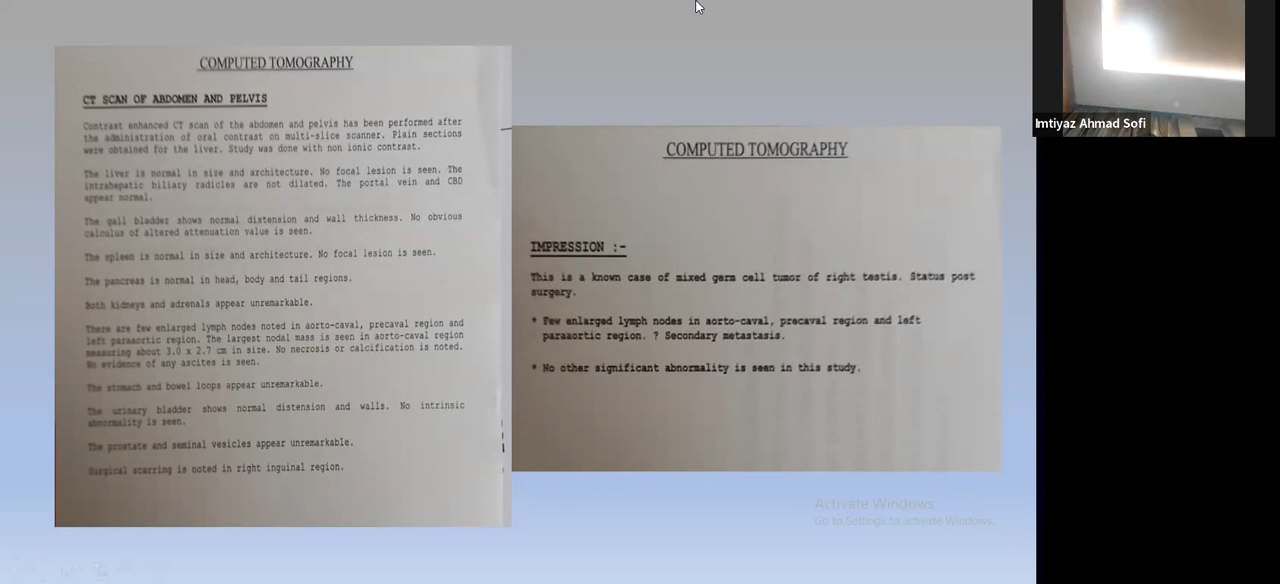 COMPUTED TOMOGRAPHY
CT SCAN OF ABDOMEN AND PELVIS
Contrast enhanced CT scan of the abdomen and pelvis has been performed after
the administration of oral contrast on multi-slice scanner. Plain sections
were obtained for the liver. Study was done with non ionic contrast.
The liver is normal in size and architecture. No focal lesion is seen. The
intrahepatic biliary radicles are not dilated. The portal vein and CBD
appear normal.
The gall bladder shows normal distension and wall thickness. No obvious
calculus of altered attenuation value is seen.
The spleen is normal in size and architecture. No focal lesion is seen.
The pancreas is normal in head, body and tail regions.
Both kidneys and adrenals appear unremarkable.
There are few enlarged lymph nodes noted in aorto-caval, precaval region and
left paraaortic region. The largest nodal mass is seen in aorto-caval region
measuring about 3.0 x 2.7 cm in size. No necrosis or calcification is noted.
No evidence of any ascites is seen.
The stomach and bowel loops appear unremarkable.
The urinary bladder shows normal distension and walls. No intrinsic
abnormality is seen.
The prostate and seminal vesicles appear unremarkable.
Surgical scarring is noted in right inguinal region.
COMPUTED TOMOGRAPHY
IMPRESSION :-
This is a known case of mixed germ cell tumor of right testis. Status post
surgery.
* Few enlarged lymph nodes in aorto-caval, precaval region and left
paraaortic region. ? Secondary metastasis.
* No other significant abnormality is seen in this study.
Imtiyaz Ahmad Sofi
Activate Windows
Go to Settings to activate Windows.